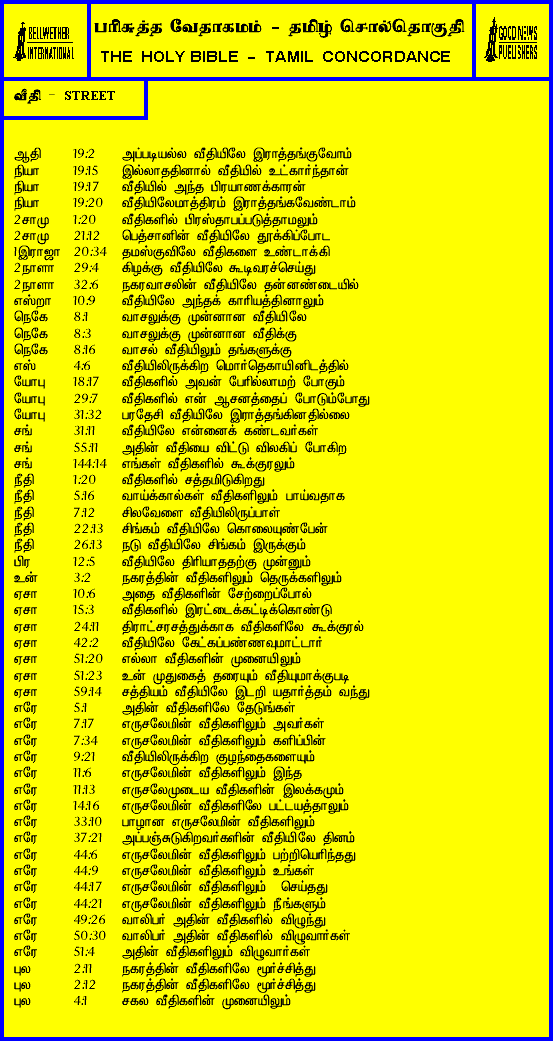 BELLWETHER INTERNATIONAL
பரிசுத்த வேதாகமம் - தமிழ் சொல்தொகுதி
THE HOLY BIBLE - TAMIL CONCORDANCE
GOOD NEWS PUBLISHERS
வீதி - STREET
ஆதி 19:2 அப்படியல்ல வீதியிலே இராத்தங்குவோம்
நியா 19:15 இல்லாததினால் வீதியில் உட்கார்ந்தான்
நியா 19:17 வீதியில் அந்த பிரயாணக்காரன்
நியா 19:20 வீதியிலேமாத்திரம் இராத்தங்கவேண்டாம்
2சாமு 1:20 வீதிகளில் பிரஸ்தாபப்படுத்தாமலும்
2சாமு 21:12 பெத்சானின் வீதியிலே தூக்கிப்போட
1இராஜா 20:34 தமஸ்குவிலே வீதிகளை உண்டாக்கி
2நாளா 29:4 கிழக்கு வீதியிலே கூடிவரச்செய்து
2நாளா 32:6 நகரவாசலின் வீதியிலே தன்னண்டையில்
எஸ்றா 10:9 வீதியிலே அந்தக் காரியத்தினாலும்
நெகே 8:1 வாசலுக்கு முன்னான வீதியிலே
நெகே 8:3 வாசலுக்கு முன்னான வீதிக்கு
நெகே 8:16 வாசல் வீதியிலும் தங்களுக்கு
எஸ் 4:6 வீதியிலிருக்கிற மொர்தெகாயினிடத்தில்
யோபு 18:17 வீதிகளில் அவன் பேரில்லாமற் போகும்
யோபு 29:7 வீதிகளில் என் ஆசனத்தைப் போடும்போது
யோபு 31:32 பரதேசி வீதியிலே இராத்தங்கினதில்லை
சங் 31:11 வீதியிலே என்னைக் கண்டவர்கள்
சங் 55:11 அதின் வீதியை விட்டு விலகிப் போகிற
சங் 144:14 எங்கள் வீதிகளில் கூக்குரலும்
நீதி 1:20 வீதிகளில் சத்தமிடுகிறது
நீதி 5:16 வாய்க்கால்கள் வீதிகளிலும் பாய்வதாக
நீதி 7:12 சிலவேளை வீதியிலிருப்பாள்
நீதி 22:13 சிங்கம் வீதியிலே கொலையுண்பேன்
நீதி 26:13 நடு வீதியிலே சிங்கம் இருக்கும்
பிர 12:5 வீதியிலே திரியாததற்கு முன்னும்
உன் 3:2 நகரத்தின் வீதிகளிலும் தெருக்களிலும்
ஏசா 10:6 அதை வீதிகளின் சேற்றைப்போல்
ஏசா 15:3 வீதிகளில் இரட்டைக்கட்டிக்கொண்டு
ஏசா 24:11 திராட்சரசத்துக்காக வீதிகளிலே கூக்குரல்
ஏசா 42:2 வீதியிலே கேட்கப்பண்ணவுமாட்டார்
ஏசா 51:20 எல்லா வீதிகளின் முனையிலும்
ஏசா 51:23 உன் முதுகைத் தரையும் வீதியுமாக்குபடி
ஏசா 59:14 சத்தியம் வீதியிலே இடறி யதார்த்தம் வந்து
எரே 5:1 அதின் வீதிகளிலே தேடுங்கள்
எரே 7:17 எருசலேமின் வீதிகளிலும் அவர்கள்
எரே 7:34 எருசலேமின் வீதிகளிலும் களிப்பின்
எரே 9:21 வீதியிலிருக்கிற குழந்தைகளையும்
எரே 11:6 எருசலேமின் வீதிகளிலும் இந்த
எரே 11:13 எருசலேமுடைய வீதிகளின் இலக்கமும்
எரே 14:16 எருசலேமின் வீதிகளிலே பட்டயத்தாலும்
எரே 33:10 பாழான எருசலேமின் வீதிகளிலும்
எரே 37:21 அப்பஞ்சுடுகிறவர்களின் வீதியிலே தினம்
எரே 44:6 எருசலேமின் வீதிகளிலும் பற்றியெரிந்தது
எரே 44:9 எருசலேமின் வீதிகளிலும் உங்கள்
எரே 44:17 எருசலேமின் வீதிகளிலும் செய்தது
எரே 44:21 எருசலேமின் வீதிகளிலும் நீங்களும்
எரே 49:26 வாலிபர் அதின் வீதிகளில் விழுந்து
எரே 50:30 வாலிபர் அதின் வீதிகளில் விழுவார்கள்
எரே 51:4 அதின் வீதிகளிலும் விழுவார்கள்
புல 2:11 நகரத்தின் வீதிகளிலே மூர்ச்சித்து
புல 2:12 நகரத்தின் வீதிகளிலே மூர்ச்சித்து
புல 4:1 சகல வீதிகளின் முனையிலும்